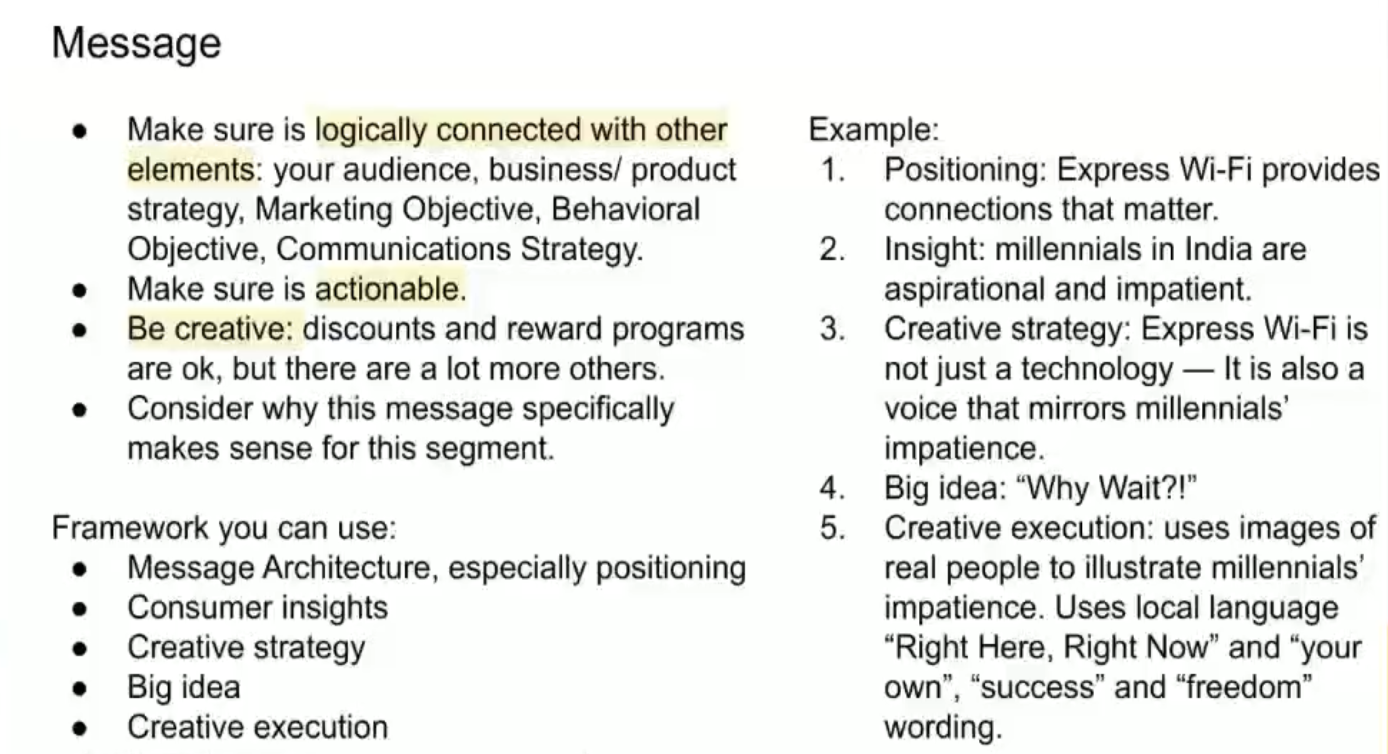 Message
● Make sure is logically connected with other
elements: your audience, business/ product
strategy, Marketing Objective, Behavioral
Objective, Communications Strategy.
● Make sure is actionable.
● Be creative: discounts and reward programs
are ok, but there are a lot more others.
● Consider why this message specifically
makes sense for this segment.
Framework you can use:
● Message Architecture, especially positioning
● Consumer insights
● Creative strategy
● Big idea
● Creative execution
Example:
1. Positioning: Express Wi-Fi provides
connections that matter.
2. Insight: millennials in India are
aspirational and impatient.
3. Creative strategy: Express Wi-Fi is
not just a technology — It is also a
voice that mirrors millennials’
impatience.
4. Big idea: “Why Wait?!”
5. Creative execution: uses images of
real people to illustrate millennials’
impatience. Uses local language
“Right Here, Right Now” and “your
own”, “success” and “freedom”
wording.